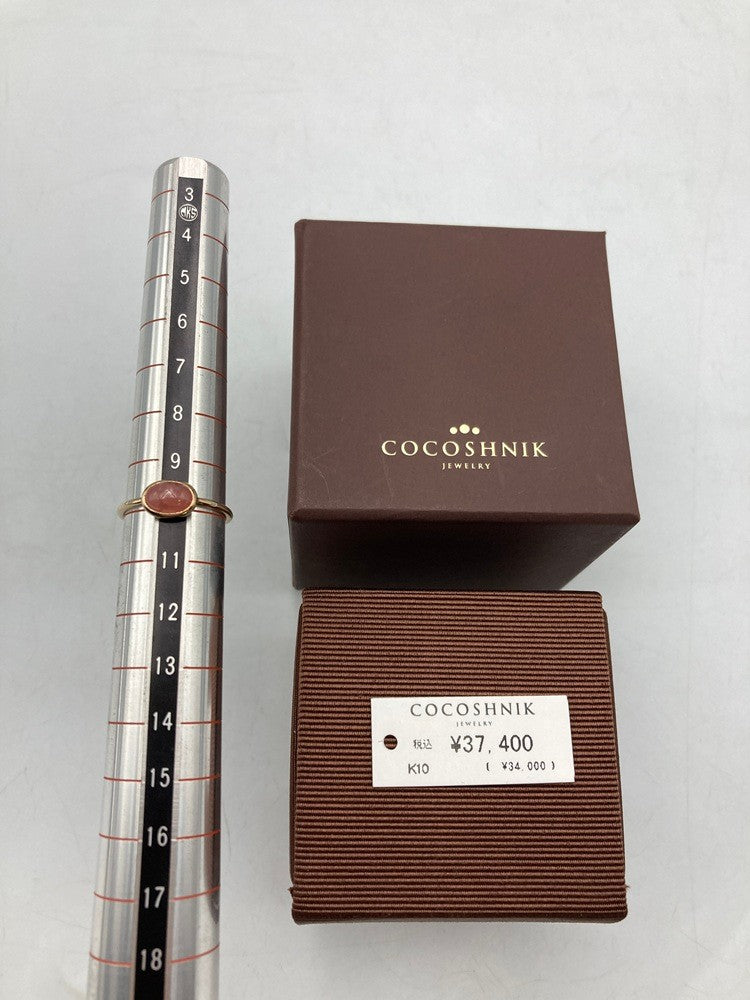 3
MKS
4
5
6
7
8
9
11
12
13
14
15
16
17
18
COCOSHNIK
JEWELRY
COCOSHNIK
JEWELRY
税込 ¥37,400
K10 ( ¥34,000 )